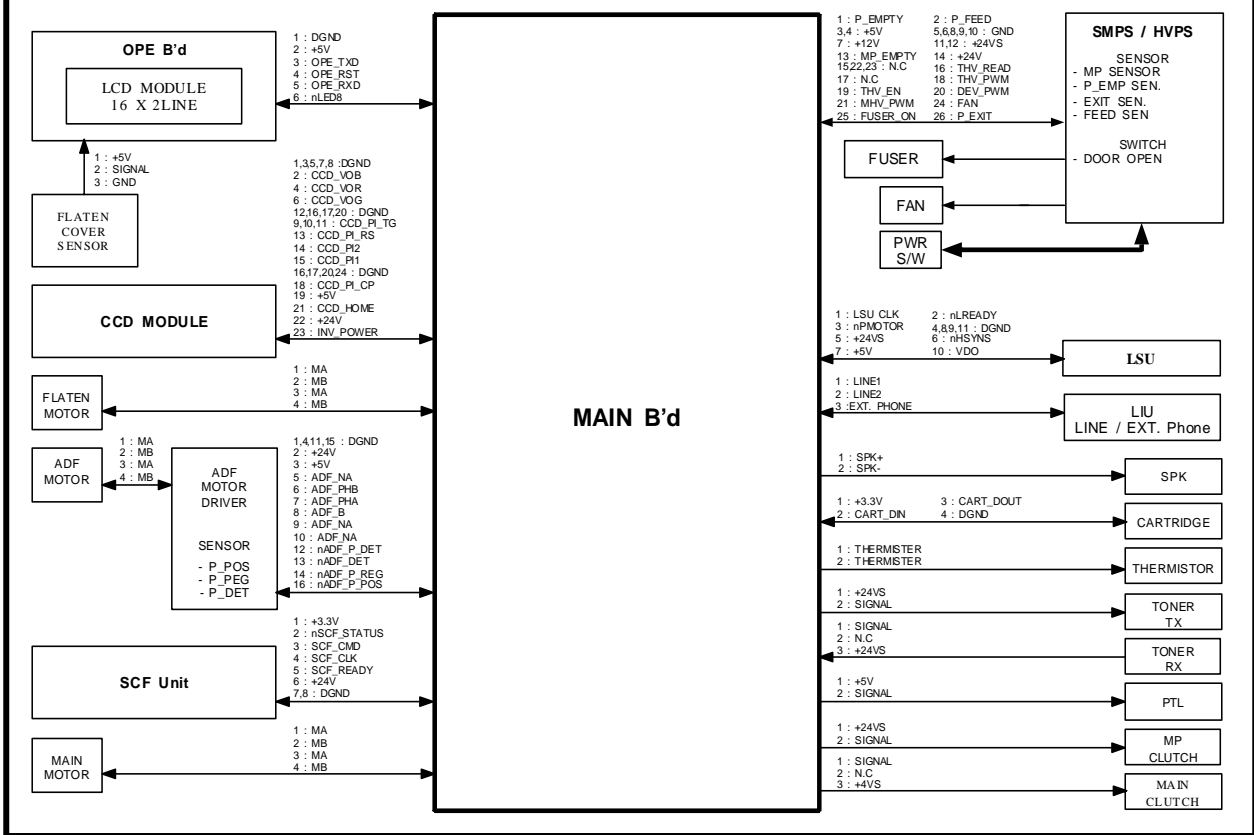 OPE B'd
LCD MODULE
16 X 2LINE
1 : DGND
2 : +5V
3 : OPE_TXD
4 : OPE_RST
5 : OPE_RXD
6 : nLED8
1 : +5V
2 : SIGNAL
3 : GND
FLATEN
COVER
SENSOR
1,3,5,7,8 :DGND
2 : CCD_VOB
4 : CCD_VOR
6 : CCD_VOG
12,16,17,20 : DGND
9,10,11 : CCD_PI_TG
13 : CCD_PI_RS
14 : CCD_PI2
15 : CCD_PI1
16,17,20,24 : DGND
18 : CCD_PI_CP
19 : +5V
21 : CCD_HOME
22 : +24V
23 : INV_POWER
CCD MODULE
1 : MA
2 : MB
3 : MA
4 : MB
FLATEN
MOTOR
ADF
MOTOR
1 : MA
2 : MB
3 : MA
4 : MB
ADF
MOTOR
DRIVER
SENSOR
- P_POS
- P_PEG
- P_DET
1,4,11,15 : DGND
2 : +24V
3 : +5V
5 : ADF_NA
6 : ADF_PHB
7 : ADF_PHA
8 : ADF_B
9 : ADF_NA
10 : ADF_NA
12 : nADF_P_DET
13 : nADF_DET
14 : nADF_P_REG
16 : nADF_P_POS
SCF Unit
1 : +3.3V
2 : nSCF_STATUS
3 : SCF_CMD
4 : SCF_CLK
5 : SCF_READY
6 : +24V
7,8 : DGND
MAIN
MOTOR
1 : MA
2 : MB
3 : MA
4 : MB
MAIN B'd
1 : P_EMPTY 2 : P_FEED
3,4 : +5V 5,6,8,9,10 : GND
7 : +12V 11,12 : +24VS
13 : MP_EMPTY 14 : +24V
15,22,23 : N.C 16 : THV_READ
17 : N.C 18 : THV_PWM
19 : THV_EN 20 : DEV_PWM
21 : MHV_PWM 24 : FAN
25 : FUSER_ON 26 : P_EXIT
SMPS / HVPS
SENSOR
- MP SENSOR
- P_EMP SEN.
- EXIT SEN.
- FEED SEN
SWITCH
- DOOR OPEN
FUSER
FAN
PWR
S/W
1 : LSU CLK 2 : nLREADY
3 : nPMOTOR 4,8,9,11 : DGND
5 : +24VS 6 : nHSYNS
7 : +5V 10 : VDO
LSU
1 : LINE1
2 : LINE2
3 :EXT. PHONE
LIU
LINE / EXT. Phone
1 : SPK+
2 : SPK-
SPK
1 : +3.3V 3 : CART_DOUT
2 : CART_DIN 4 : DGND
CARTRIDGE
1 : THERMISTER
2 : THERMISTER
THERMISTOR
1 : +24VS
2 : SIGNAL
TONER
TX
1 : SIGNAL
2 : N.C
3 : +24VS
TONER
RX
1 : +5V
2 : SIGNAL
PTL
1 : +24VS
2 : SIGNAL
MP
CLUTCH
1 : SIGNAL
2 : N.C
3 : +4VS
MAIN
CLUTCH